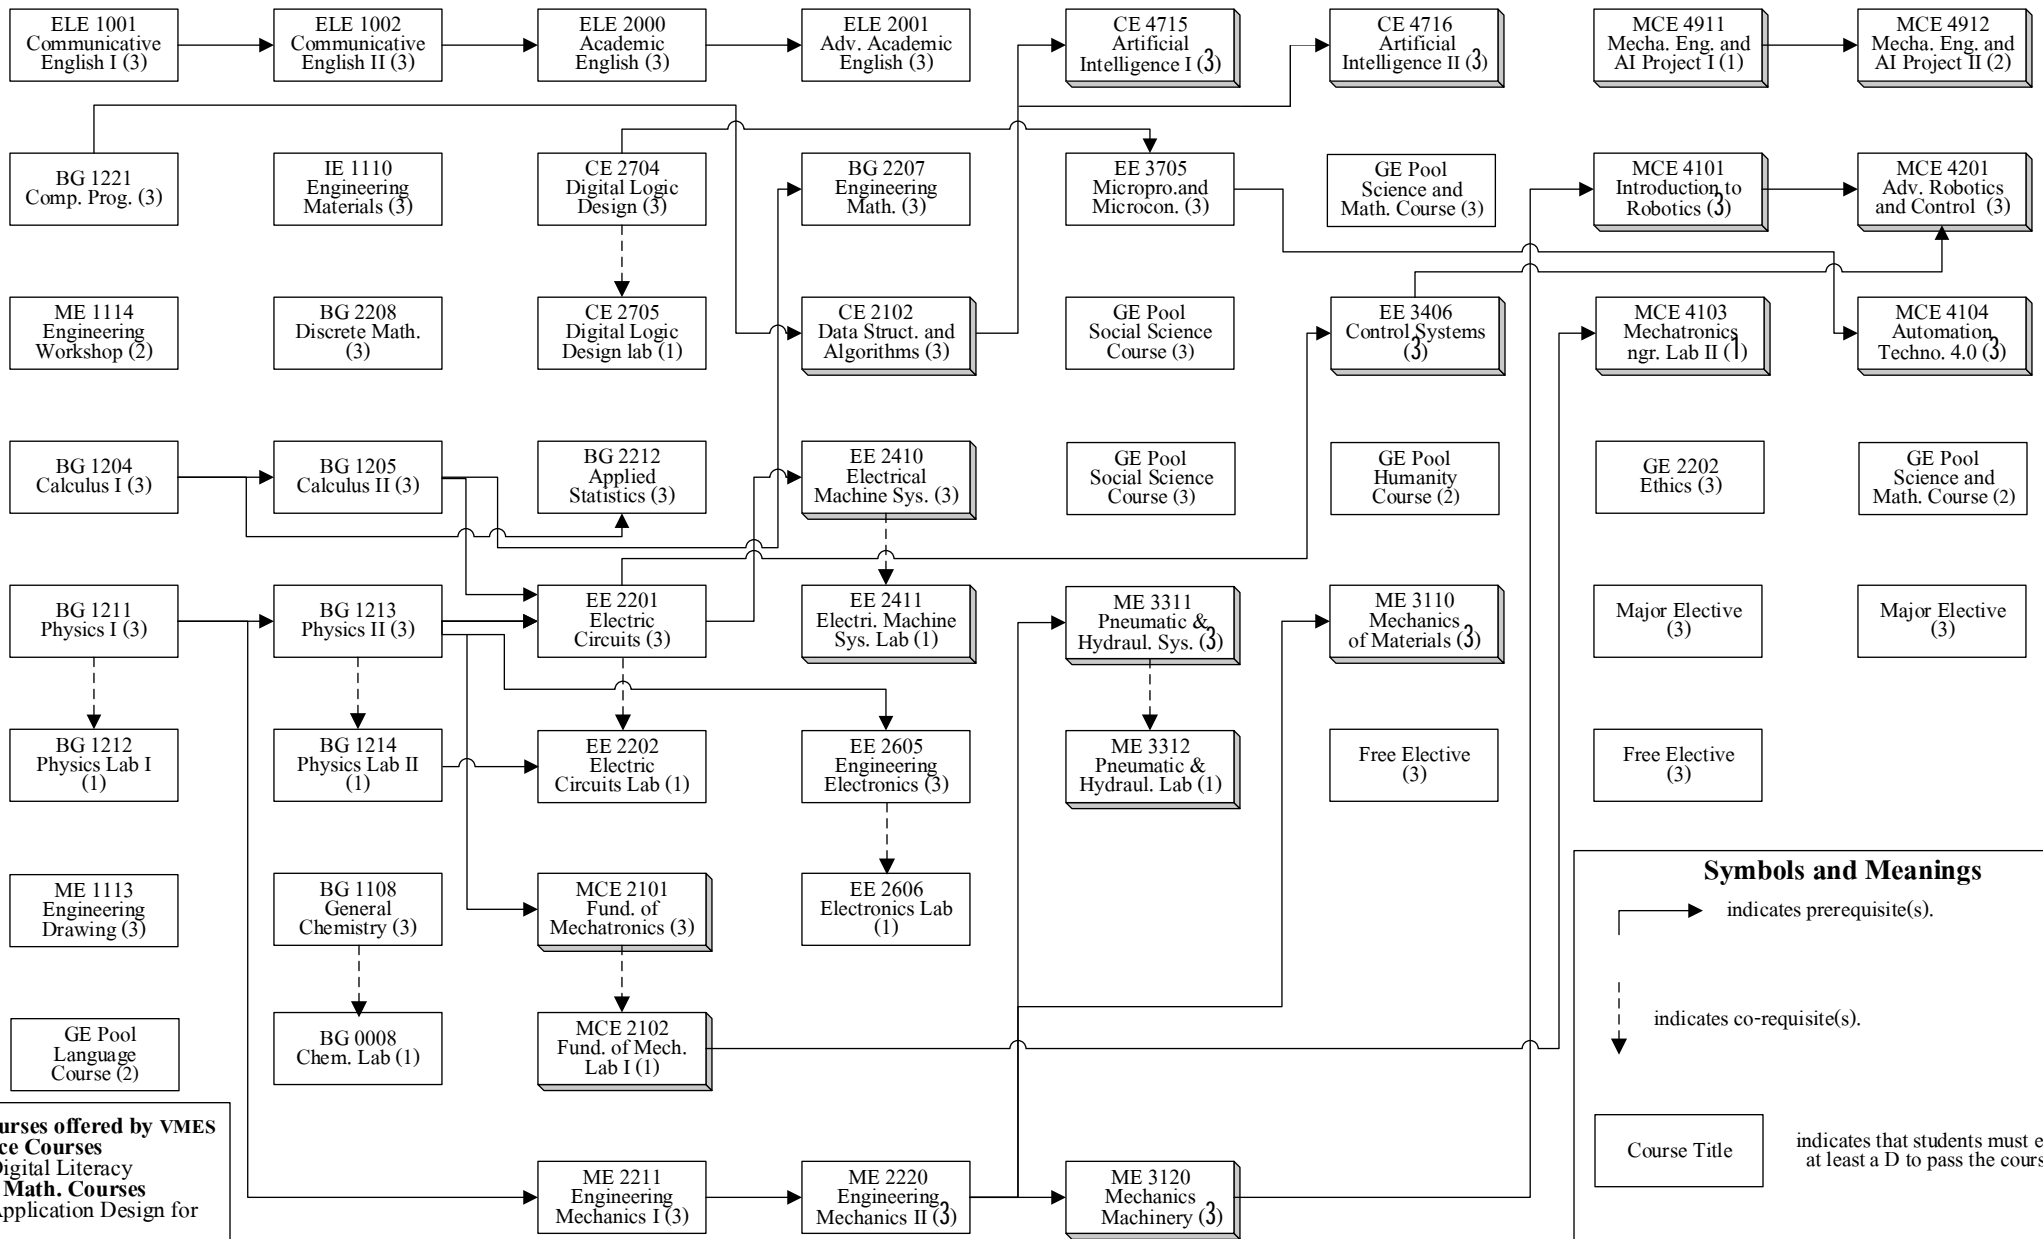 ELE 1001
Communicative
English I (3)
ELE 1002
Communicative
English II (3)
ELE 2000
Academic
English (3)
ELE 2001
Adv. Academic
English (3)
CE 4715
Artificial
Intelligence I (3)
CE 4716
Artificial
Intelligence II (3)
MCE 4911
Mecha. Eng. and
AI Project I (1)
MCE 4912
Mecha. Eng. and
AI Project II (2)
BG 1221
Comp. Prog. (3)
IE 1110
Engineering
Materials (3)
CE 2704
Digital Logic
Design (3)
BG 2207
Engineering
Math. (3)
EE 3705
Micropro.and
Microcon. (3)
GE Pool
Science and
Math. Course (3)
MCE 4101
Introduction to
Robotics (3)
MCE 4201
Adv. Robotics
and Control (3)
ME 1114
Engineering
Workshop (2)
BG 2208
Discrete Math.
(3)
CE 2705
Digital Logic
Design lab (1)
CE 2102
Data Struct. and
Algorithms (3)
GE Pool
Social Science
Course (3)
EE 3406
Control Systems
(3)
MCE 4103
Mechatronics
ngr. Lab II (1)
MCE 4104
Automation
Techno. 4.0 (3)
BG 1204
Calculus I (3)
BG 1205
Calculus II (3)
BG 2212
Applied
Statistics (3)
EE 2410
Electrical
Machine Sys. (3)
GE Pool
Social Science
Course (3)
GE Pool
Humanity
Course (2)
GE 2202
Ethics (3)
GE Pool
Science and
Math. Course (2)
BG 1211
Physics I (3)
BG 1213
Physics II (3)
EE 2201
Electric
Circuits (3)
EE 2411
Electri. Machine
Sys. Lab (1)
ME 3311
Pneumatic &
Hydraul. Sys. (3)
ME 3110
Mechanics
of Materials (3)
Major Elective
(3)
Major Elective
(3)
BG 1212
Physics Lab I
(1)
BG 1214
Physics Lab II
(1)
EE 2202
Electric
Circuits Lab (1)
EE 2605
Engineering
Electronics (3)
ME 3312
Pneumatic &
Hydraul. Lab (1)
Free Elective
(3)
Free Elective
(3)
ME 1113
Engineering
Drawing (3)
BG 1108
General
Chemistry (3)
MCE 2101
Fund. of
Mechatronics (3)
EE 2606
Electronics Lab
(1)
GE Pool
Language
Course (2)
BG 0008
Chem. Lab (1)
MCE 2102
Fund. of Mech.
Lab I (1)
ME 2211
Engineering
Mechanics I (3)
ME 2220
Engineering
Mechanics II (3)
ME 3120
Mechanics
Machinery (3)
Symbols and Meanings
indicates prerequisite(s).
indicates co-requisite(s).
Course Title
indicates that students must e
at least a D to pass the cours
urses offered by VMES
ce Courses
Digital Literacy
Math. Courses
Application Design for